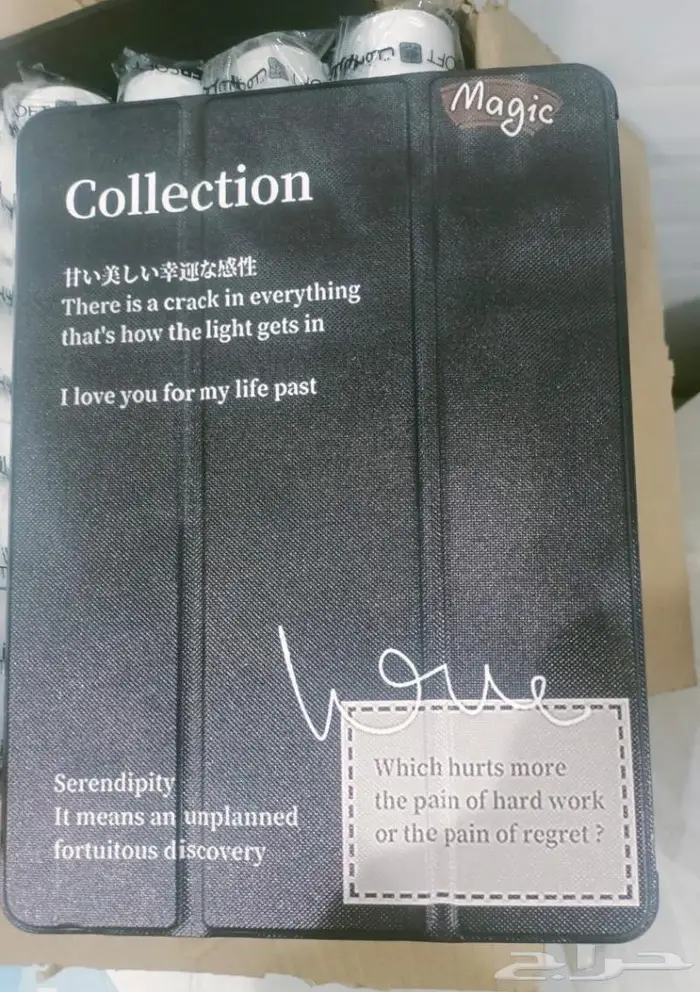 Magic
Collection
甘い美しい幸運な感性
There is a crack in everything
that's how the light gets in
I love you for my life past
Serendipity
It means an unplanned
fortuitous discovery
Which hurts more
the pain of hard work
or the pain of regret ?
حراج